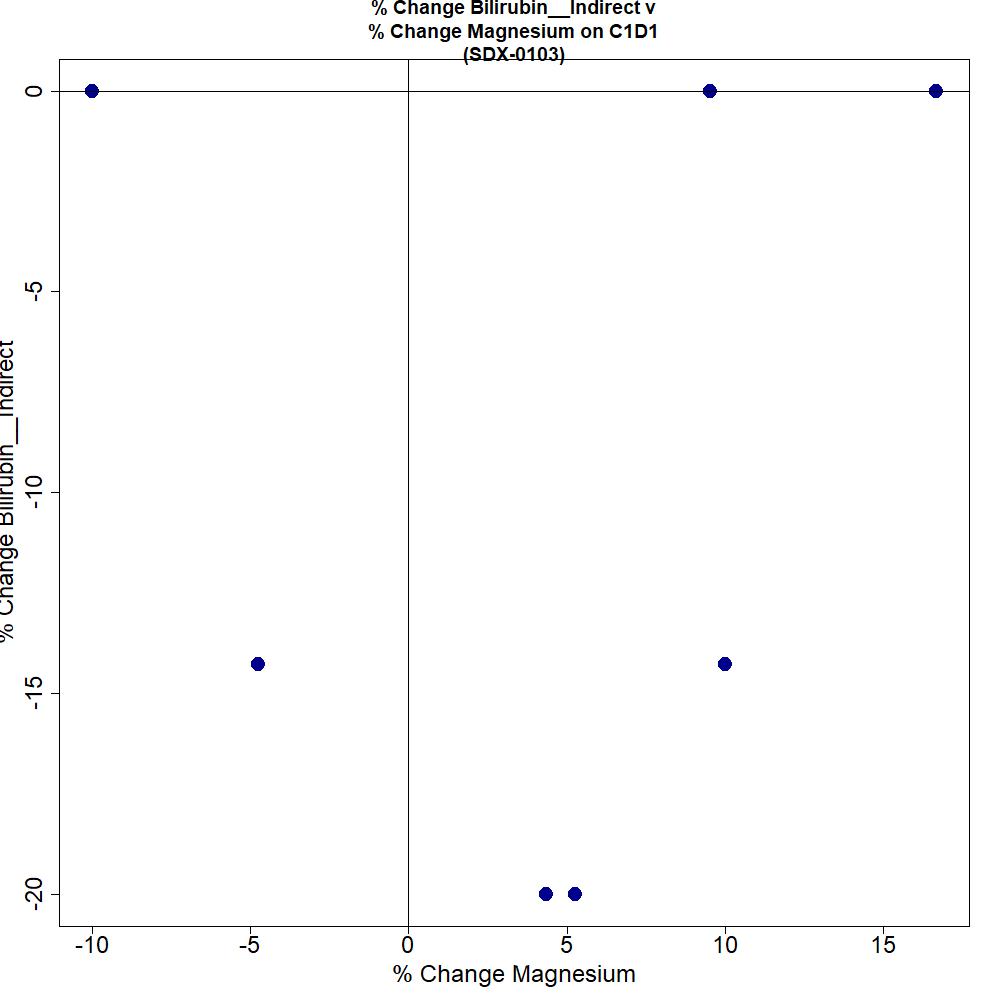 % Change Bilirubin__Indirect v
% Change Magnesium on C1D1
(SDX-0103)
0
-5
-10
-15
-20
% Change Bilirubin__Indirect
-10
-5
0
5
10
15
% Change Magnesium